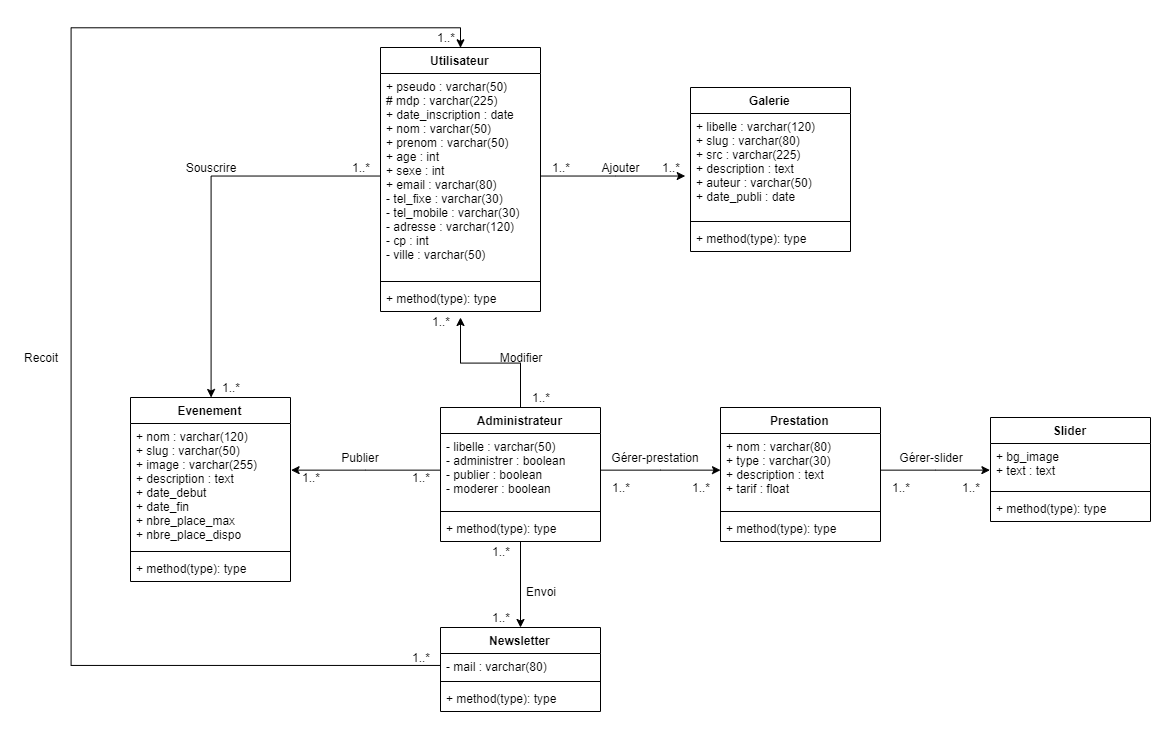 1..*
Utilisateur
+ pseudo : varchar(50)
# mdp : varchar(225)
+ date_inscription : date
+ nom : varchar(50)
+ prenom : varchar(50)
+ age : int
+ sexe : int
+ email : varchar(80)
- tel_fixe : varchar(30)
- tel_mobile : varchar(30)
- adresse : varchar(120)
- cp : int
- ville : varchar(50)
+ method(type): type
Galerie
+ libelle : varchar(120)
+ slug : varchar(80)
+ src : varchar(225)
+ description : text
+ auteur : varchar(50)
+ date_publi : date
+ method(type): type
Souscrire
1..*
1..*
Ajouter
1..*
1..*
Modifier
1..*
Recoit
1..*
Evenement
+ nom : varchar(120)
+ slug : varchar(50)
+ image : varchar(255)
+ description : text
+ date_debut
+ date_fin
+ nbre_place_max
+ nbre_place_dispo
+ method(type): type
Publier
1..*
1..*
Administrateur
- libelle : varchar(50)
- administrer : boolean
- publier : boolean
- moderer : boolean
+ method(type): type
Gérer-prestation
1..*
1..*
Prestation
+ nom : varchar(80)
+ type : varchar(30)
+ description : text
+ tarif : float
+ method(type): type
Gérer-slider
1..*
1..*
Slider
+ bg_image
+ text : text
+ method(type): type
1..*
Envoi
1..*
Newsletter
- mail : varchar(80)
+ method(type): type
1..*